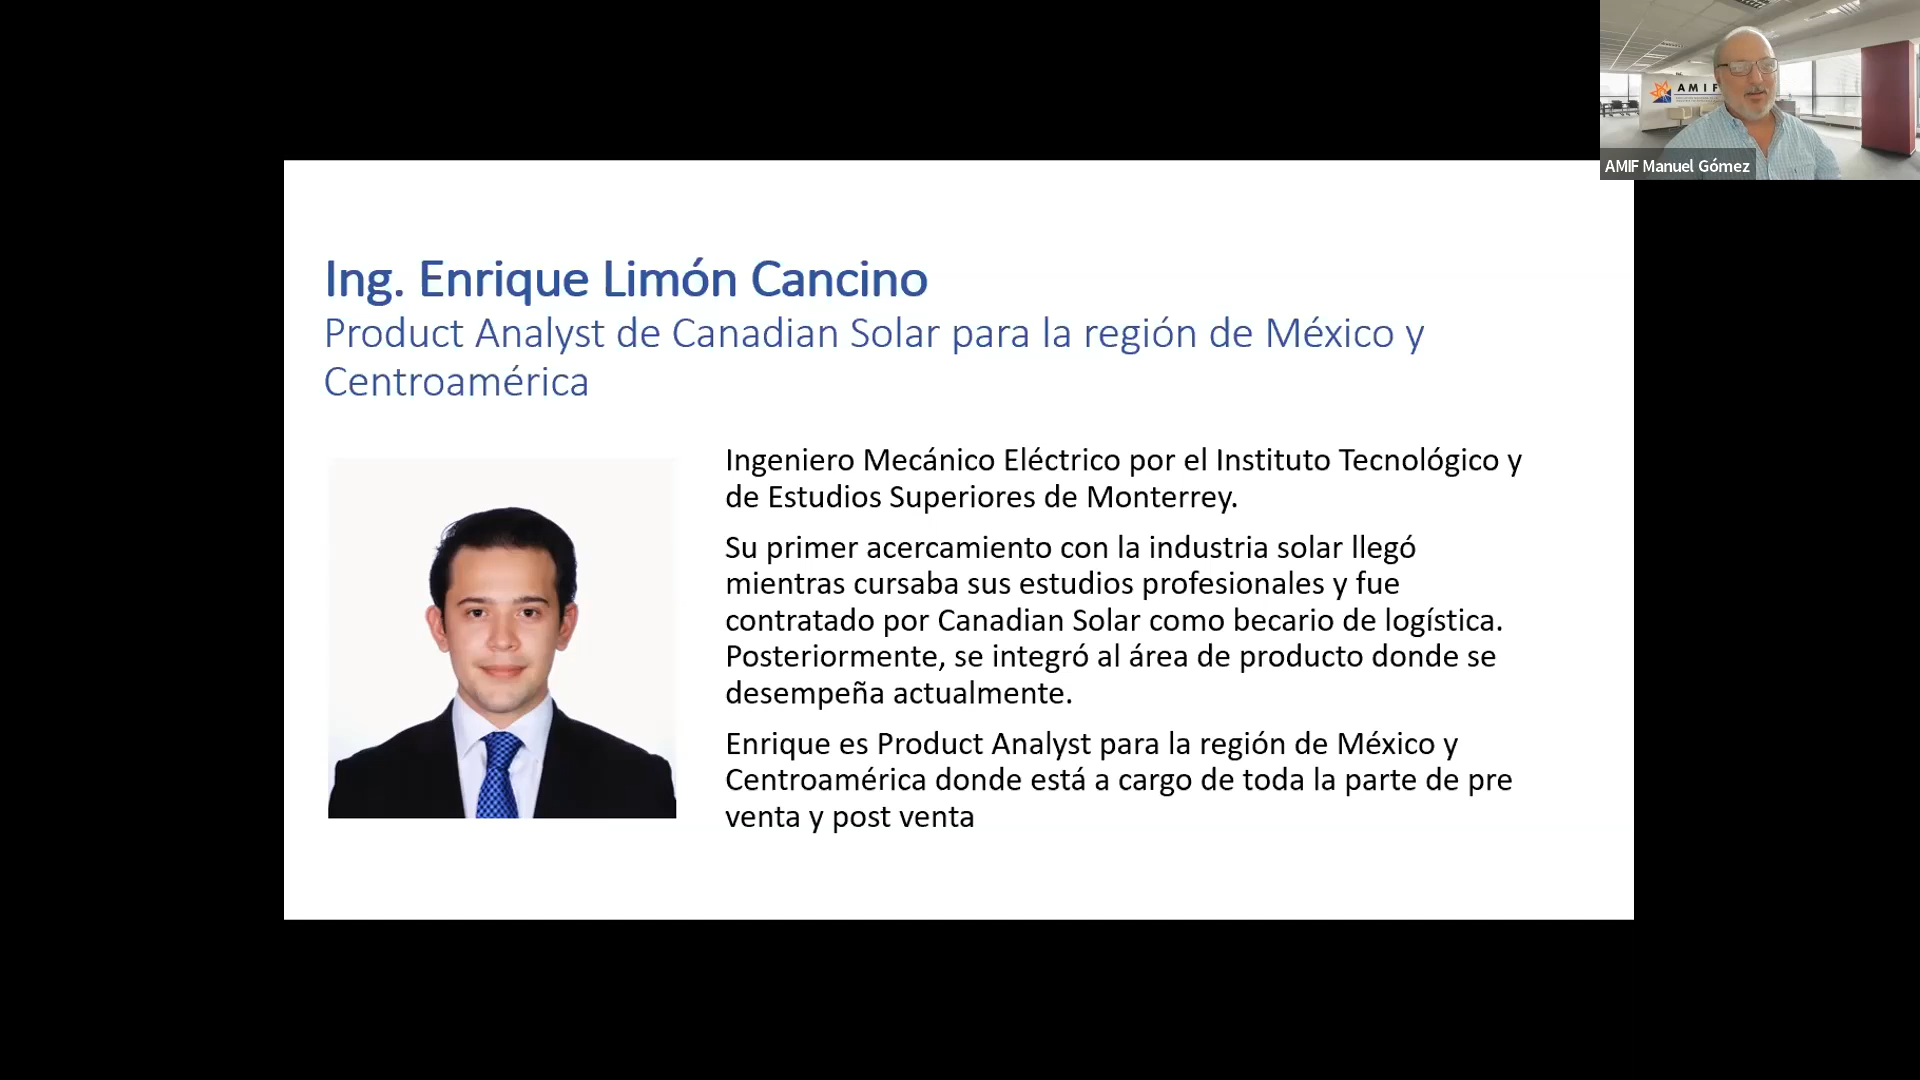 AMIF
AMIF Manuel Gómez
Ing. Enrique Limón Cancino
Product Analyst de Canadian Solar para la región de México y
Centroamérica
Ingeniero Mecánico Eléctrico por el Instituto Tecnológico y
de Estudios Superiores de Monterrey.
Su primer acercamiento con la industria solar llegó
mientras cursaba sus estudios profesionales y fue
contratado por Canadian Solar como becario de logística.
Posteriormente, se integró al área de producto donde se
desempeña actualmente.
Enrique es Product Analyst para la región de México y
Centroamérica donde está a cargo de toda la parte de pre
venta y post venta